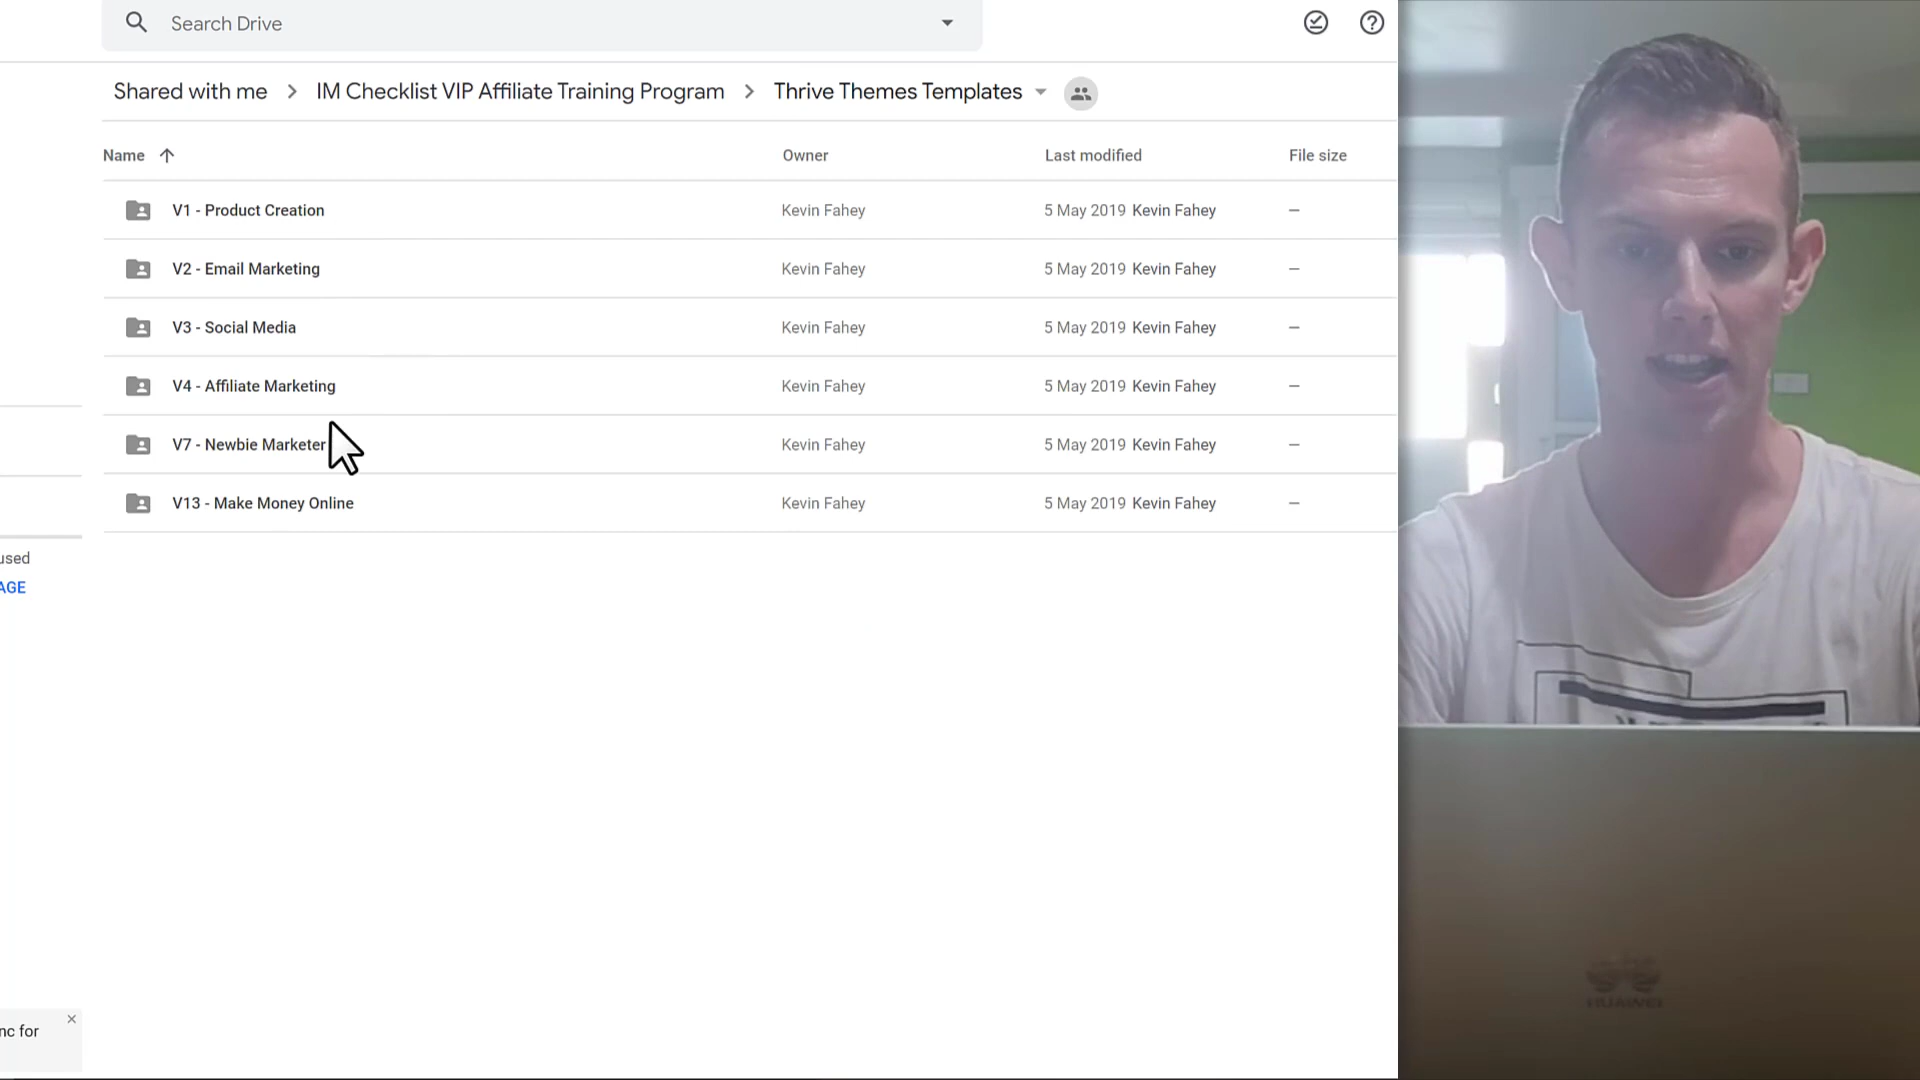 Search Drive
Shared with me > IM Checklist VIP Affiliate Training Program > Thrive Themes Templates
Name Owner Last modified File size
V1 - Product Creation Kevin Fahey 5 May 2019 Kevin Fahey –
V2 - Email Marketing Kevin Fahey 5 May 2019 Kevin Fahey –
V3 - Social Media Kevin Fahey 5 May 2019 Kevin Fahey –
V4 - Affiliate Marketing Kevin Fahey 5 May 2019 Kevin Fahey –
V7 - Newbie Marketer Kevin Fahey 5 May 2019 Kevin Fahey –
V13 - Make Money Online Kevin Fahey 5 May 2019 Kevin Fahey –
used
AGE
nc for
HUAWEI